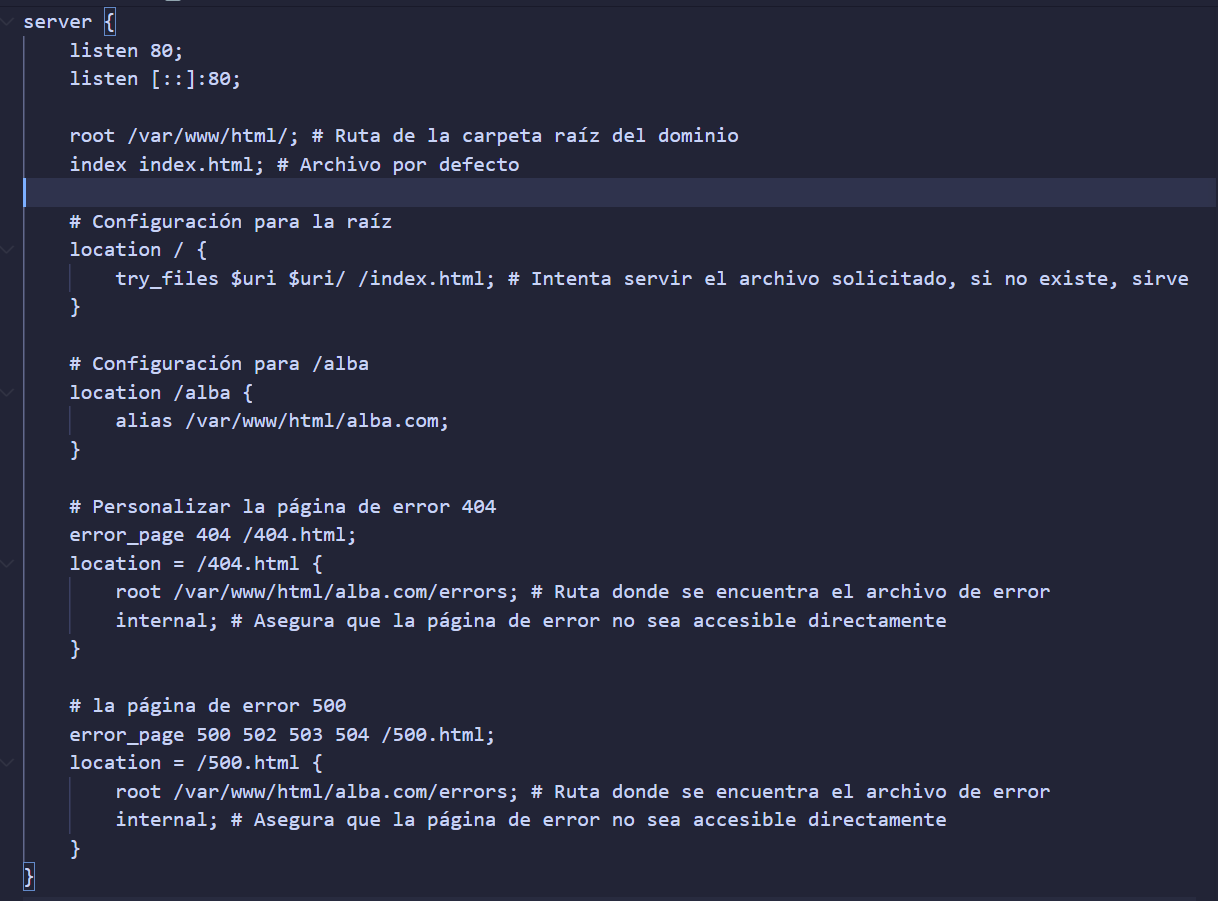 server {
    listen 80;
    listen [::]:80;

    root /var/www/html/; # Ruta de la carpeta raíz del dominio
    index index.html; # Archivo por defecto

    # Configuración para la raíz
    location / {
        try_files $uri $uri/ /index.html; # Intenta servir el archivo solicitado, si no existe, sirve
    }

    # Configuración para /alba
    location /alba {
        alias /var/www/html/alba.com;
    }

    # Personalizar la página de error 404
    error_page 404 /404.html;
    location = /404.html {
        root /var/www/html/alba.com/errors; # Ruta donde se encuentra el archivo de error
        internal; # Asegura que la página de error no sea accesible directamente
    }

    # la página de error 500
    error_page 500 502 503 504 /500.html;
    location = /500.html {
        root /var/www/html/alba.com/errors; # Ruta donde se encuentra el archivo de error
        internal; # Asegura que la página de error no sea accesible directamente
    }
}